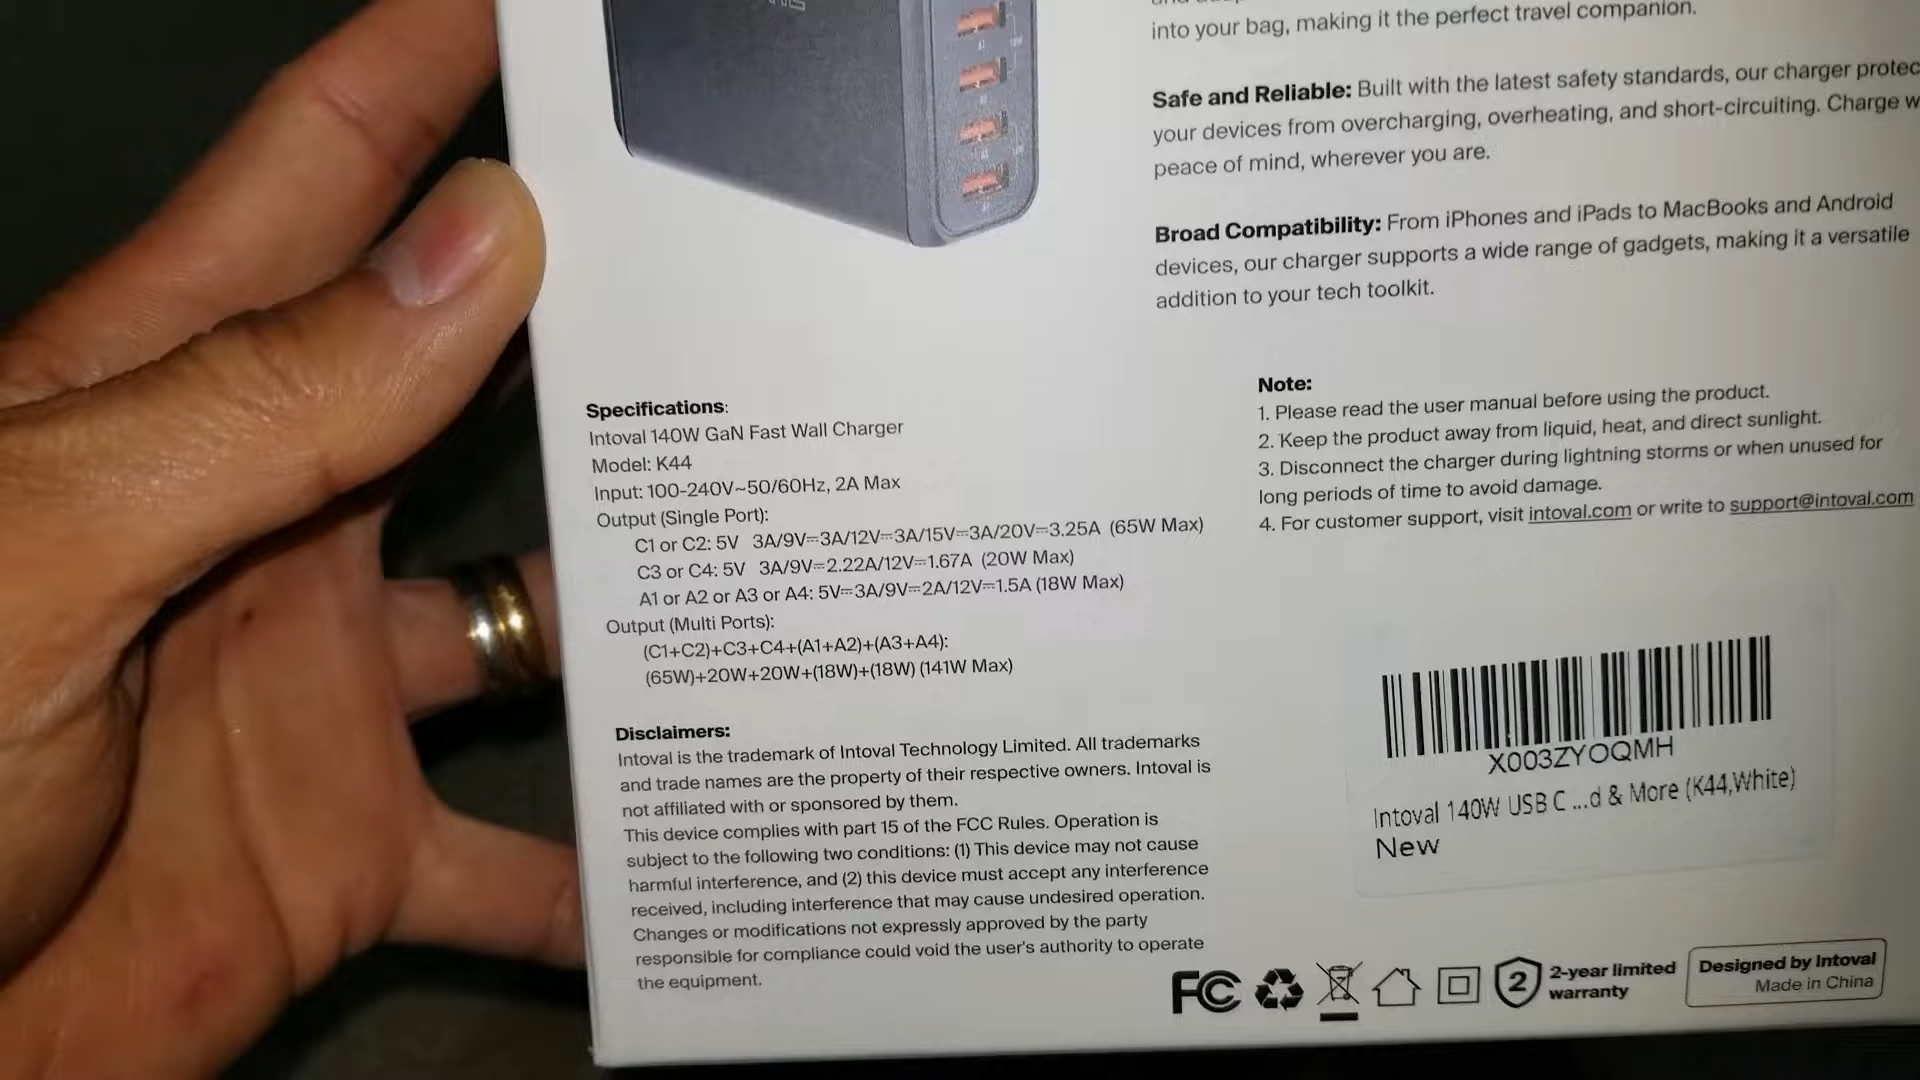 into your bag, making it the perfect travel companion.
Safe and Reliable: Built with the latest safety standards, our charger protec
your devices from overcharging, overheating, and short-circuiting. Charge w
peace of mind, wherever you are.
Broad Compatibility: From iPhones and iPads to MacBooks and Android
devices, our charger supports a wide range of gadgets, making it a versatile
addition to your tech toolkit.
Specifications:
Intoval 140W GaN Fast Wall Charger
Model: K44
Input: 100-240V~50/60Hz, 2A Max
Output (Single Port):
C1 or C2: 5V 3A/9V⎓3A/12V⎓3A/15V⎓3A/20V⎓3.25A (65W Max)
C3 or C4: 5V 3A/9V⎓2.22A/12V⎓1.67A (20W Max)
A1 or A2 or A3 or A4: 5V⎓3A/9V⎓2A/12V⎓1.5A (18W Max)
Output (Multi Ports):
(C1+C2)+C3+C4+(A1+A2)+(A3+A4):
(65W)+20W+20W+(18W)+(18W) (141W Max)
Disclaimers:
Intoval is the trademark of Intoval Technology Limited. All trademarks
and trade names are the property of their respective owners. Intoval is
not affiliated with or sponsored by them.
This device complies with part 15 of the FCC Rules. Operation is
subject to the following two conditions: (1) This device may not cause
harmful interference, and (2) this device must accept any interference
received, including interference that may cause undesired operation.
Changes or modifications not expressly approved by the party
responsible for compliance could void the user's authority to operate
the equipment.
Note:
1. Please read the user manual before using the product.
2. Keep the product away from liquid, heat, and direct sunlight.
3. Disconnect the charger during lightning storms or when unused for
long periods of time to avoid damage.
4. For customer support, visit intoval.com or write to support@intoval.com
X003ZYOQMH
Intoval 140W USB C ...d & More (K44,White)
New
FC
2
2-year limited
warranty
Designed by Intoval
Made in China